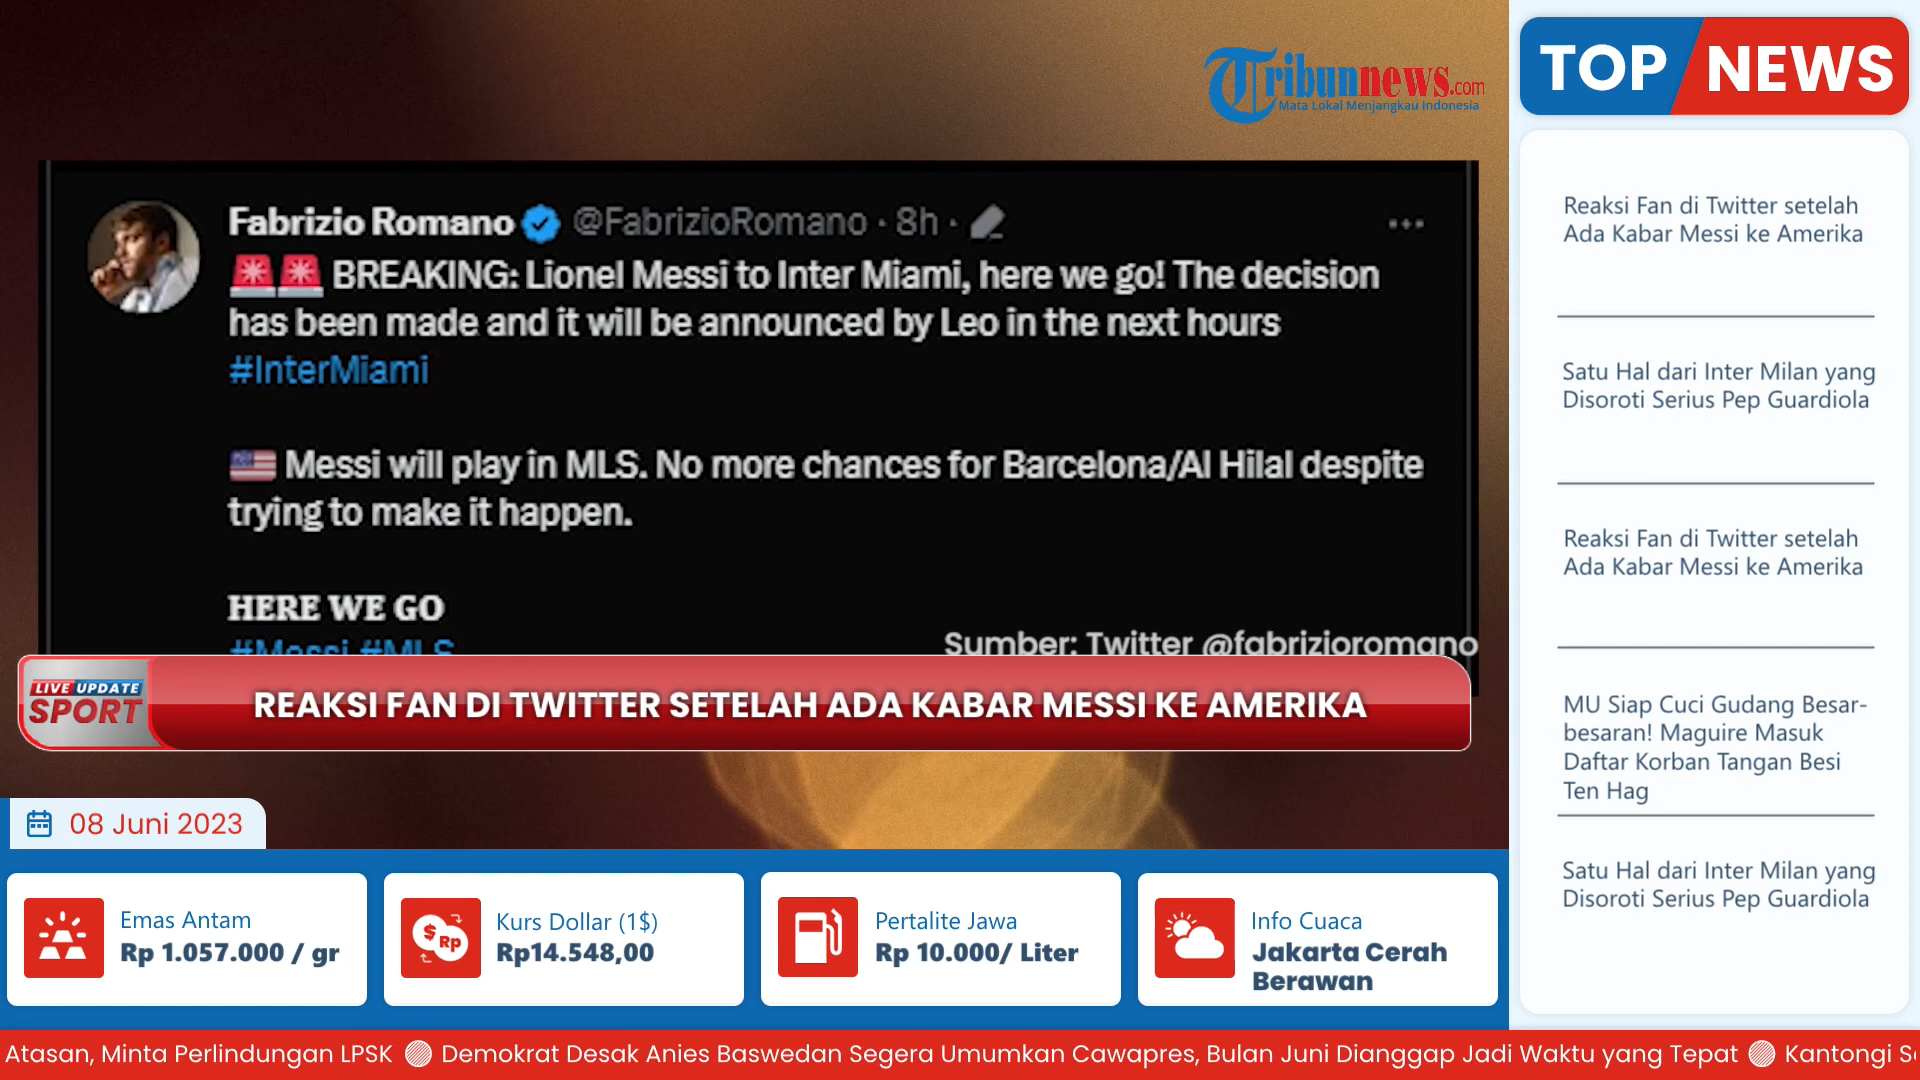 Tribunnews.com
Mata Lokal Menjangkau Indonesia
TOP NEWS
Fabrizio Romano @FabrizioRomano · 8h ·
🚨🚨 BREAKING: Lionel Messi to Inter Miami, here we go! The decision
has been made and it will be announced by Leo in the next hours
#InterMiami
🇺🇸 Messi will play in MLS. No more chances for Barcelona/Al Hilal despite
trying to make it happen.
HERE WE GO
#Messi #MLS
Sumber: Twitter @fabrizioromano
LIVE UPDATE
SPORT
REAKSI FAN DI TWITTER SETELAH ADA KABAR MESSI KE AMERIKA
08 Juni 2023
Emas Antam
Rp 1.057.000 / gr
Kurs Dollar (1$)
Rp14.548,00
Pertalite Jawa
Rp 10.000/ Liter
Info Cuaca
Jakarta Cerah
Berawan
Reaksi Fan di Twitter setelah
Ada Kabar Messi ke Amerika
Satu Hal dari Inter Milan yang
Disoroti Serius Pep Guardiola
Reaksi Fan di Twitter setelah
Ada Kabar Messi ke Amerika
MU Siap Cuci Gudang Besar-
besaran! Maguire Masuk
Daftar Korban Tangan Besi
Ten Hag
Satu Hal dari Inter Milan yang
Disoroti Serius Pep Guardiola
Atasan, Minta Perlindungan LPSK Demokrat Desak Anies Baswedan Segera Umumkan Cawapres, Bulan Juni Dianggap Jadi Waktu yang Tepat Kantongi